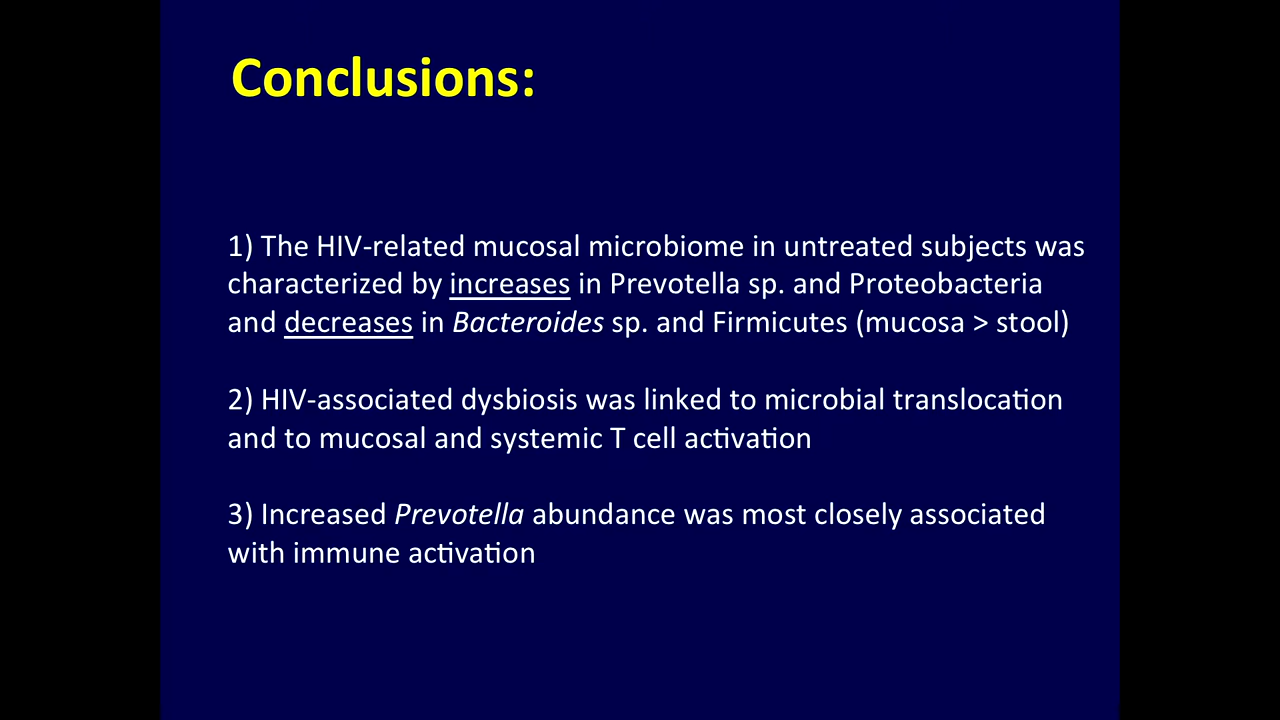 Conclusions:
1) The HIV-related mucosal microbiome in untreated subjects was
characterized by increases in Prevotella sp. and Proteobacteria
and decreases in Bacteroides sp. and Firmicutes (mucosa > stool)
2) HIV-associated dysbiosis was linked to microbial translocation
and to mucosal and systemic T cell activation
3) Increased Prevotella abundance was most closely associated
with immune activation